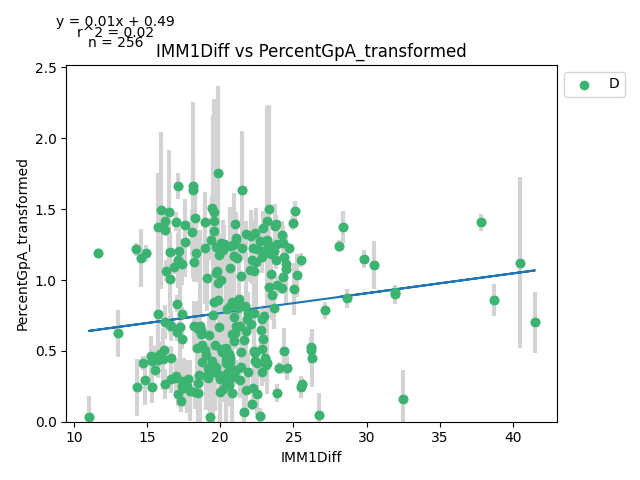 y = 0.01x + 0.49
r^2 = 0.02
n = 256
IMM1Diff vs PercentGpA_transformed
D
PercentGpA_transformed
2.5
2.0
1.5
1.0
0.5
0.0
10 15 20 25 30 35 40
IMM1Diff